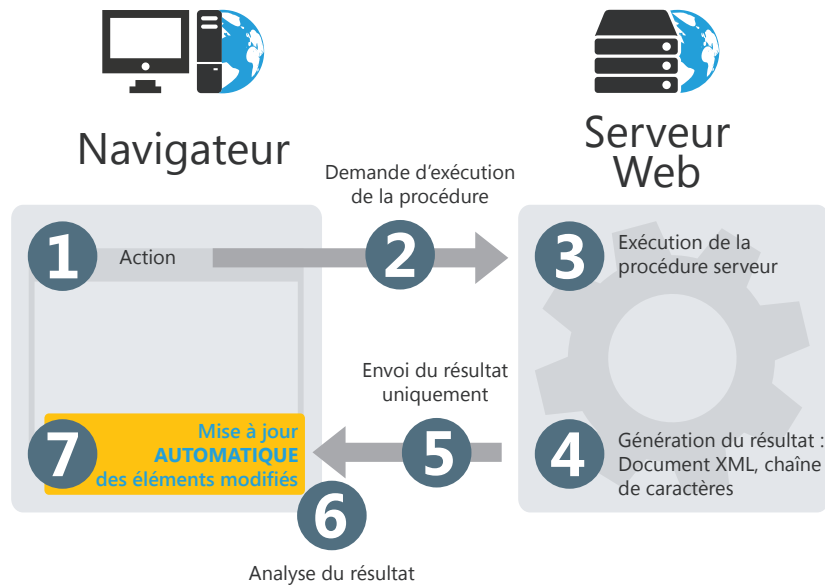 Navigateur
Serveur
Web
Demande d'exécution
de la procédure
1
Action
2
3
Exécution de la
procédure serveur
Envoi du résultat
uniquement
7
Mise à jour
AUTOMATIQUE
des éléments modifiés
5
4
Génération du résultat :
Document XML, chaîne
de caractères
6
Analyse du résultat